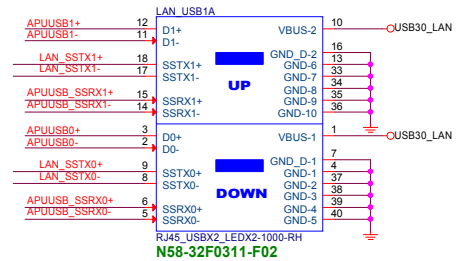 LAN_USB1A
APUUSB1+ 12 D1+ VBUS-2 10 USB30_LAN
APUUSB1- 11 D1-
GND_D-2 16
LAN_SSTX1+ 18 SSTX1+ GND-6 13
LAN_SSTX1- 17 SSTX1- GND-7 33
UP GND-8 34
APUUSB_SSRX1+ 15 SSRX1+ GND-9 35
APUUSB_SSRX1- 14 SSRX1- GND-10 36
APUUSB0+ 3 D0+ VBUS-1 1 USB30_LAN
APUUSB0- 2 D0-
GND_D-1 7
LAN_SSTX0+ 9 SSTX0+ GND-1 4
LAN_SSTX0- 8 SSTX0- GND-2 37
DOWN GND-3 38
APUUSB_SSRX0+ 6 SSRX0+ GND-4 39
APUUSB_SSRX0- 5 SSRX0- GND-5 40
RJ45_USBX2_LEDX2-1000-RH
N58-32F0311-F02